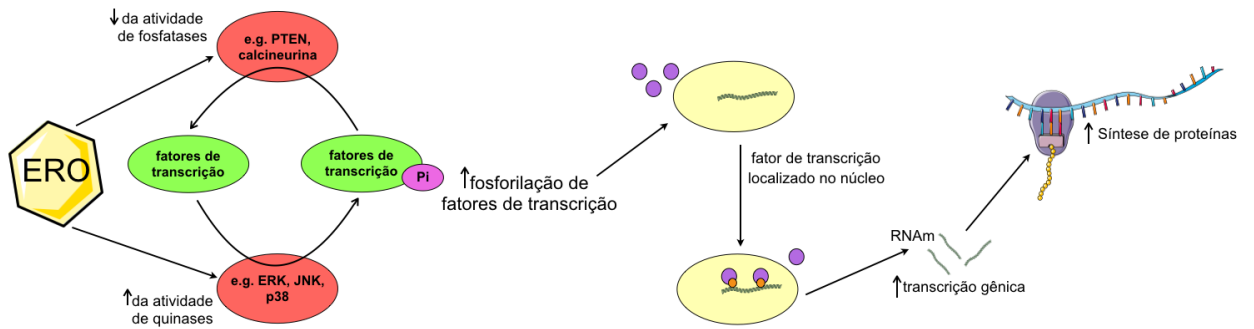 ↓ da atividade
de fosfatases
e.g. PTEN,
calcineurina
ERO
fatores de
transcrição
fatores de
transcrição
Pi
e.g. ERK, JNK,
p38
↑da atividade
de quinases
↑fosforilação de
fatores de transcrição
fator de transcrição
localizado no núcleo
RNAm
↑transcrição gênica
↑ Síntese de proteínas